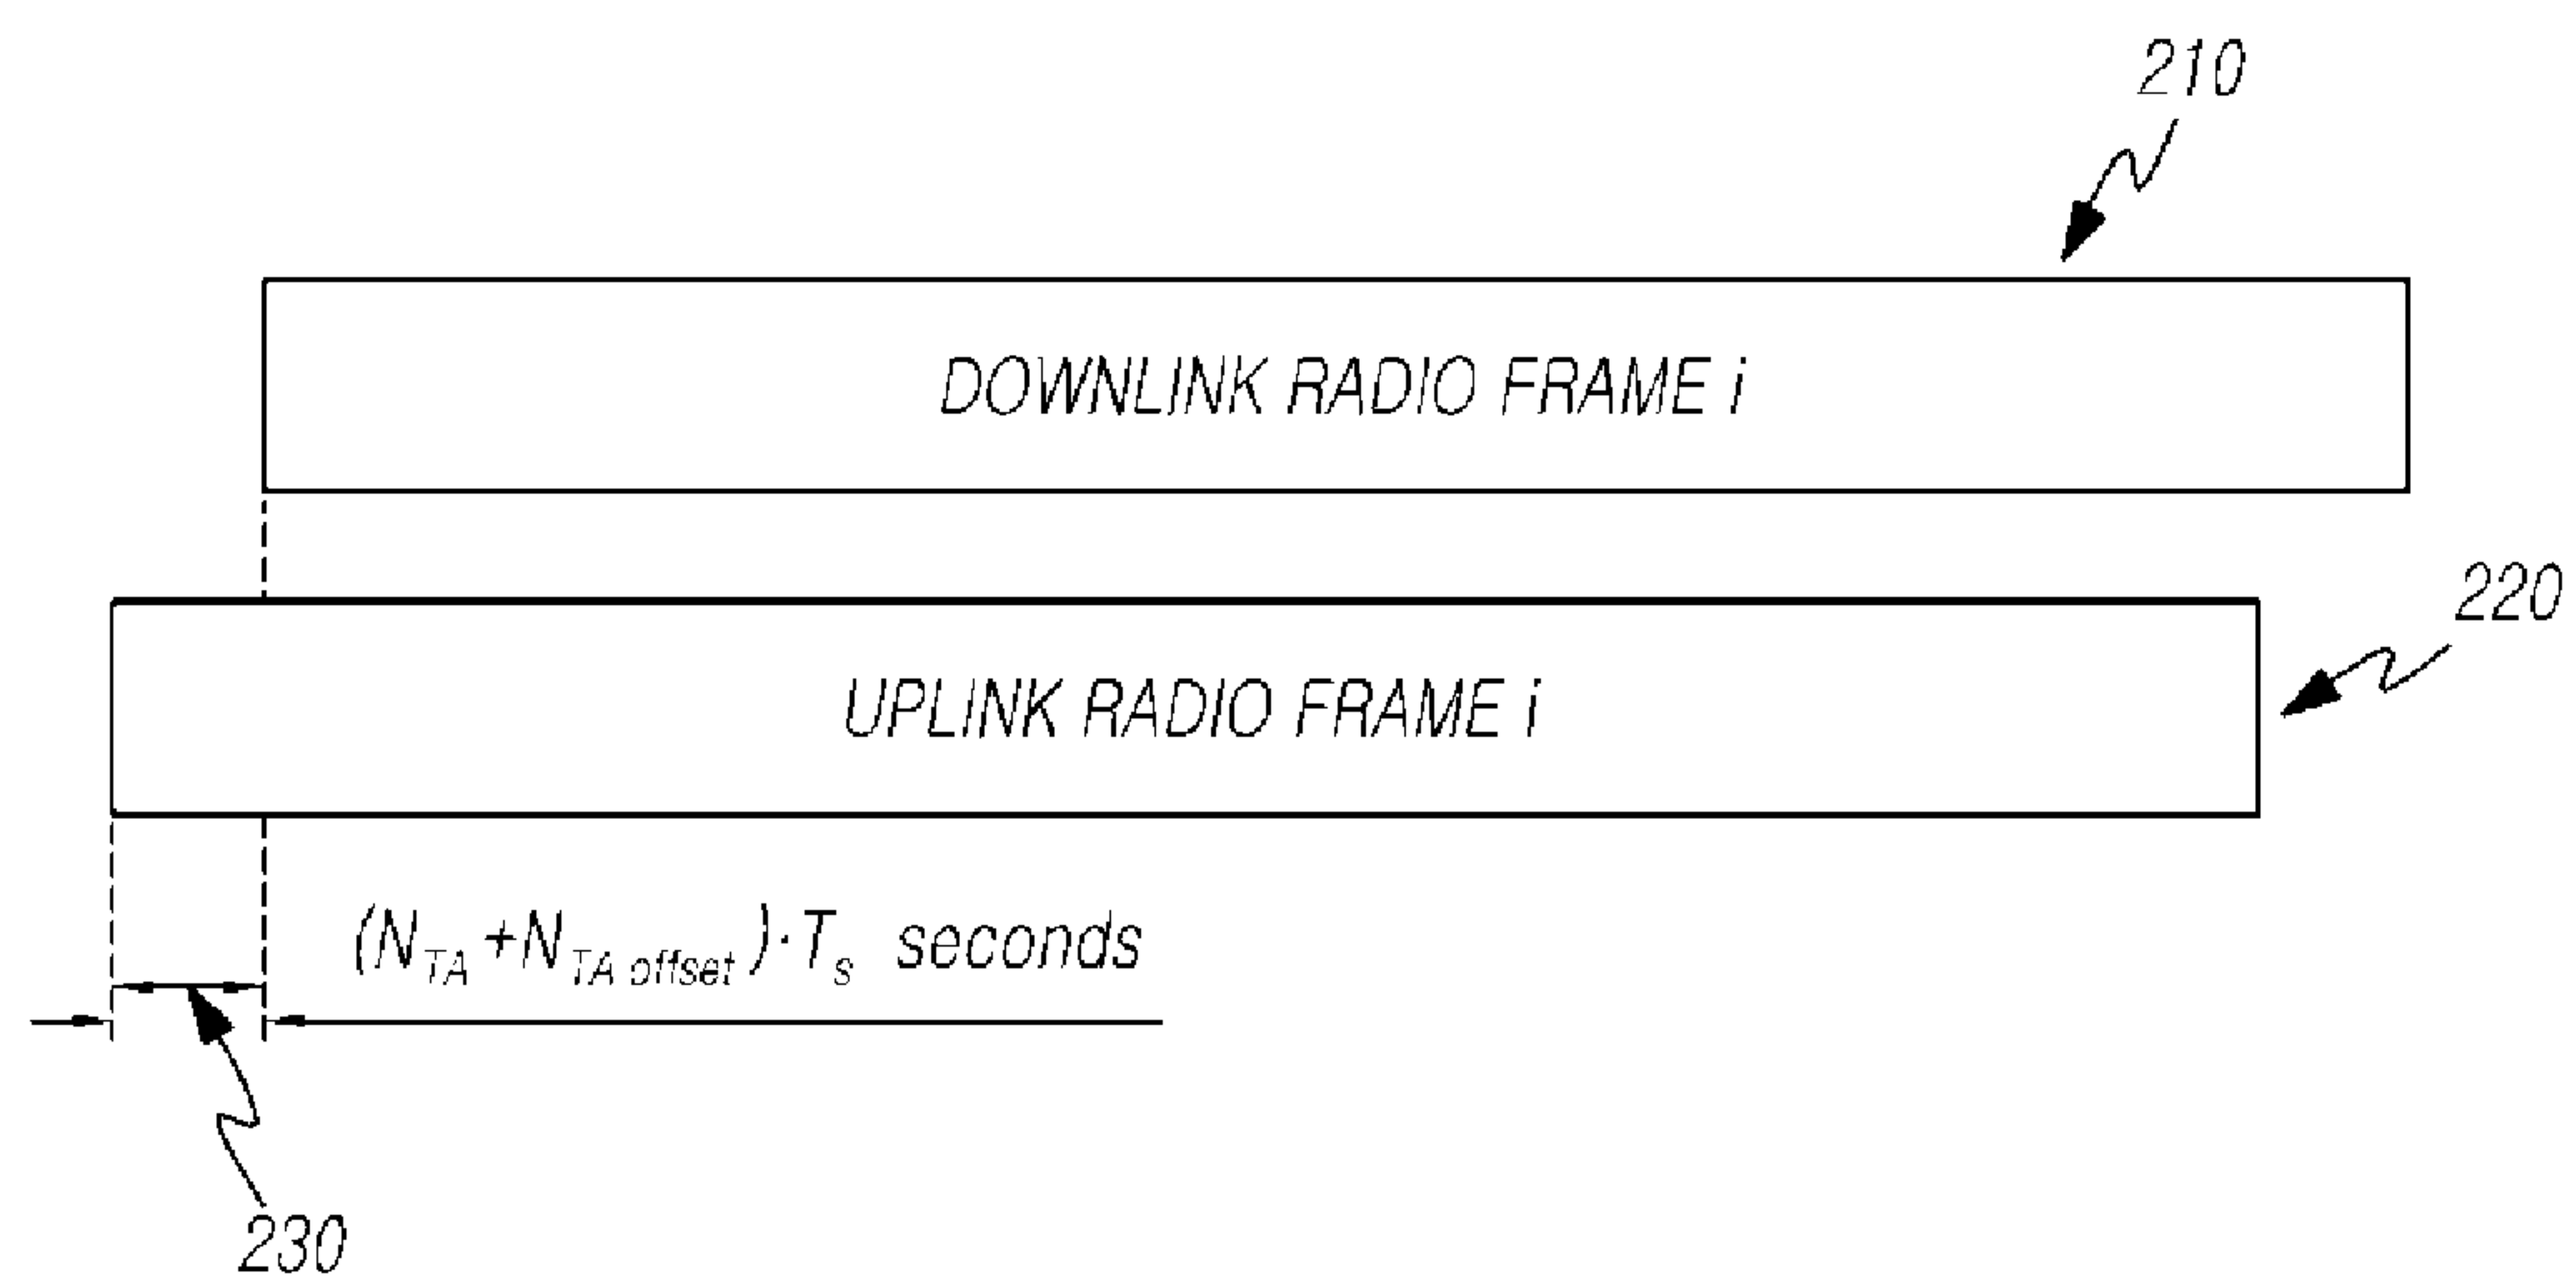 210
DOWNLINK RADIO FRAME i
220
UPLINK RADIO FRAME i
(N_TA +N_TA offset)·T_s seconds
230